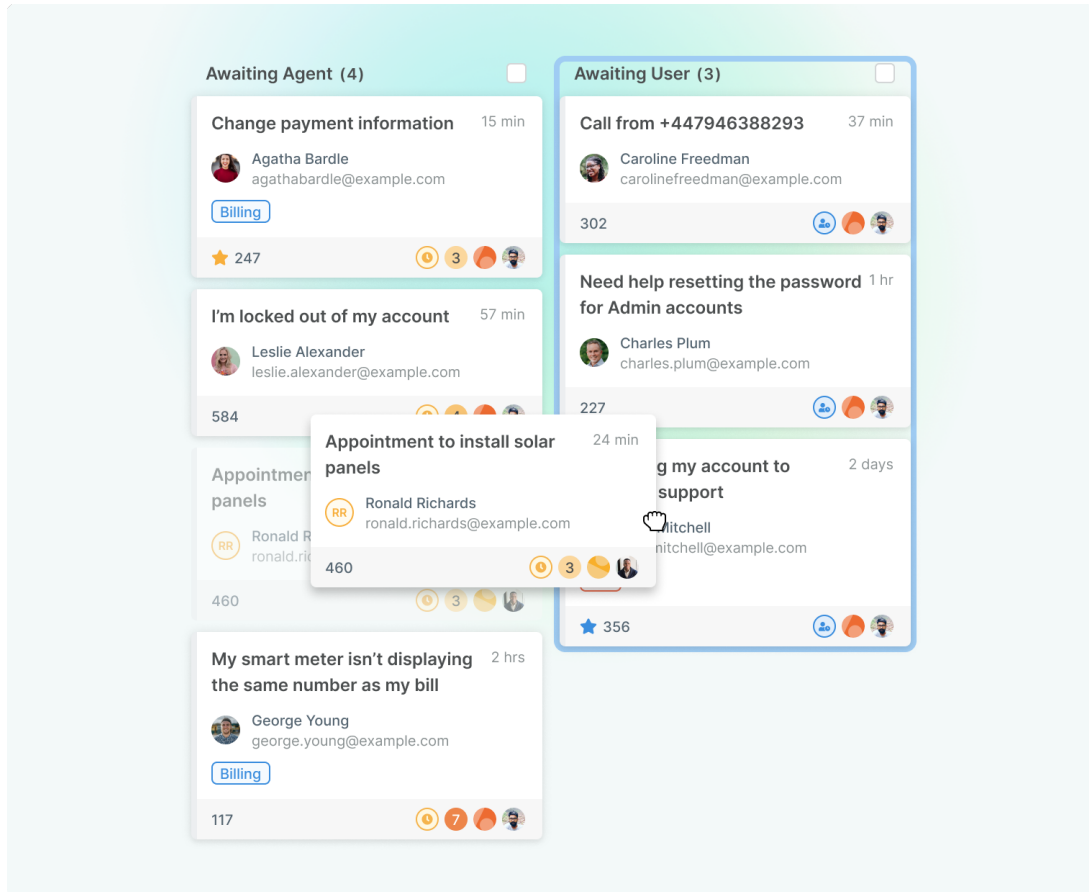 Awaiting Agent (4)
Change payment information
15 min
Agatha Bardle
agathabardle@example.com
Billing
247
3
I'm locked out of my account
57 min
Leslie Alexander
leslie.alexander@example.com
584
Appointment to install solar
panels
24 min
RR
Ronald Richards
ronald.richards@example.com
460
3
panels
RR
Ronald
460
3
My smart meter isn't displaying
the same number as my bill
2 hrs
George Young
george.young@example.com
Billing
117
7
Awaiting User (3)
Call from +447946388293
37 min
Caroline Freedman
carolinefreedman@example.com
302
Need help resetting the password
for Admin accounts
1 hr
Charles Plum
charles.plum@example.com
227
my account to
support
2 days
356